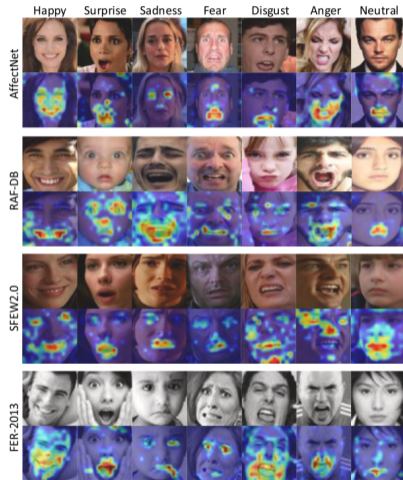 Happy Surprise Sadness Fear Disgust Anger Neutral
AffectNet
RAF-DB
SFEW2.0
FER-2013